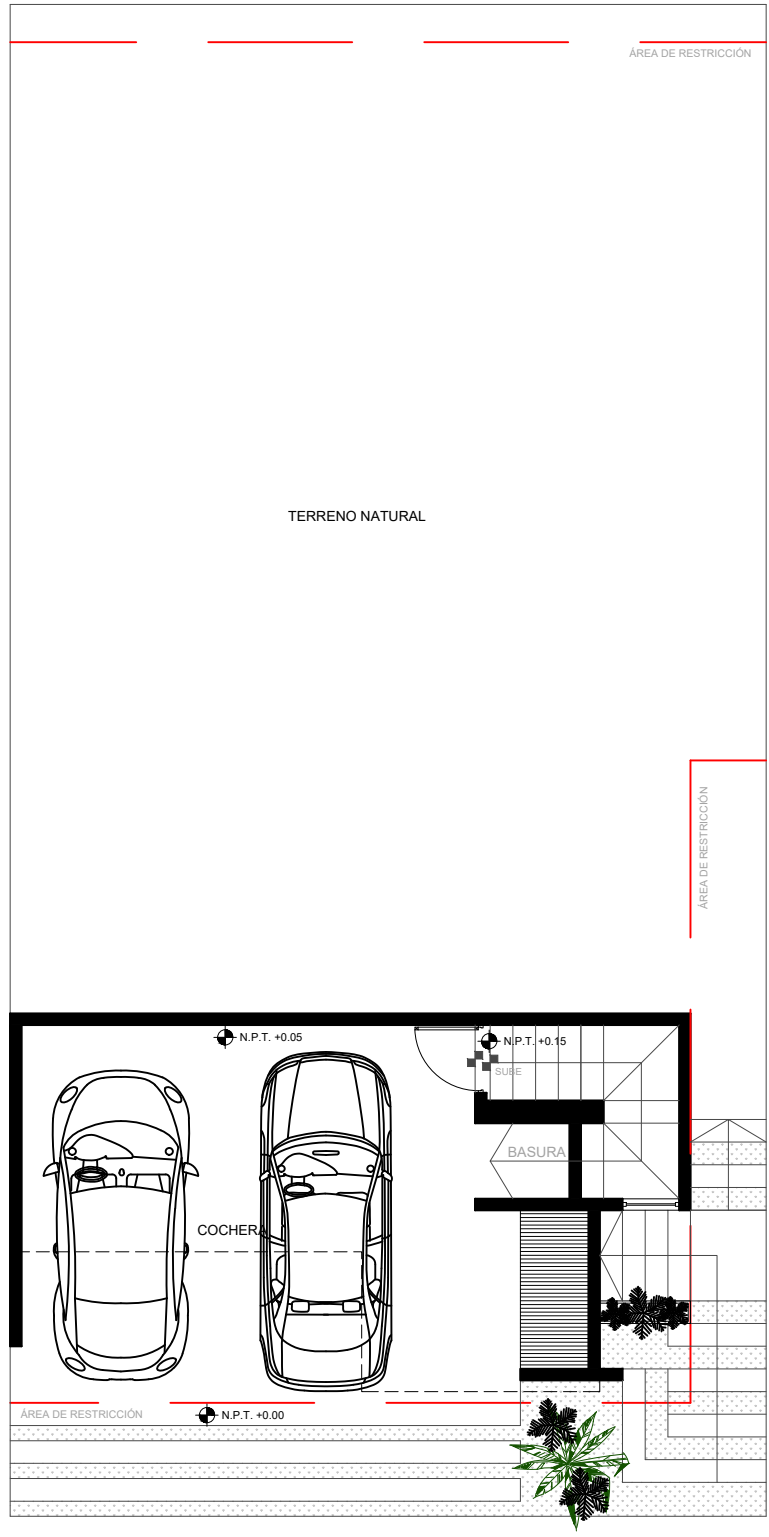 ÁREA DE RESTRICCIÓN
TERRENO NATURAL
ÁREA DE RESTRICCIÓN
N.P.T. +0.05
N.P.T. +0.15
SUBE
BASURA
COCHERA
ÁREA DE RESTRICCIÓN
N.P.T. +0.00